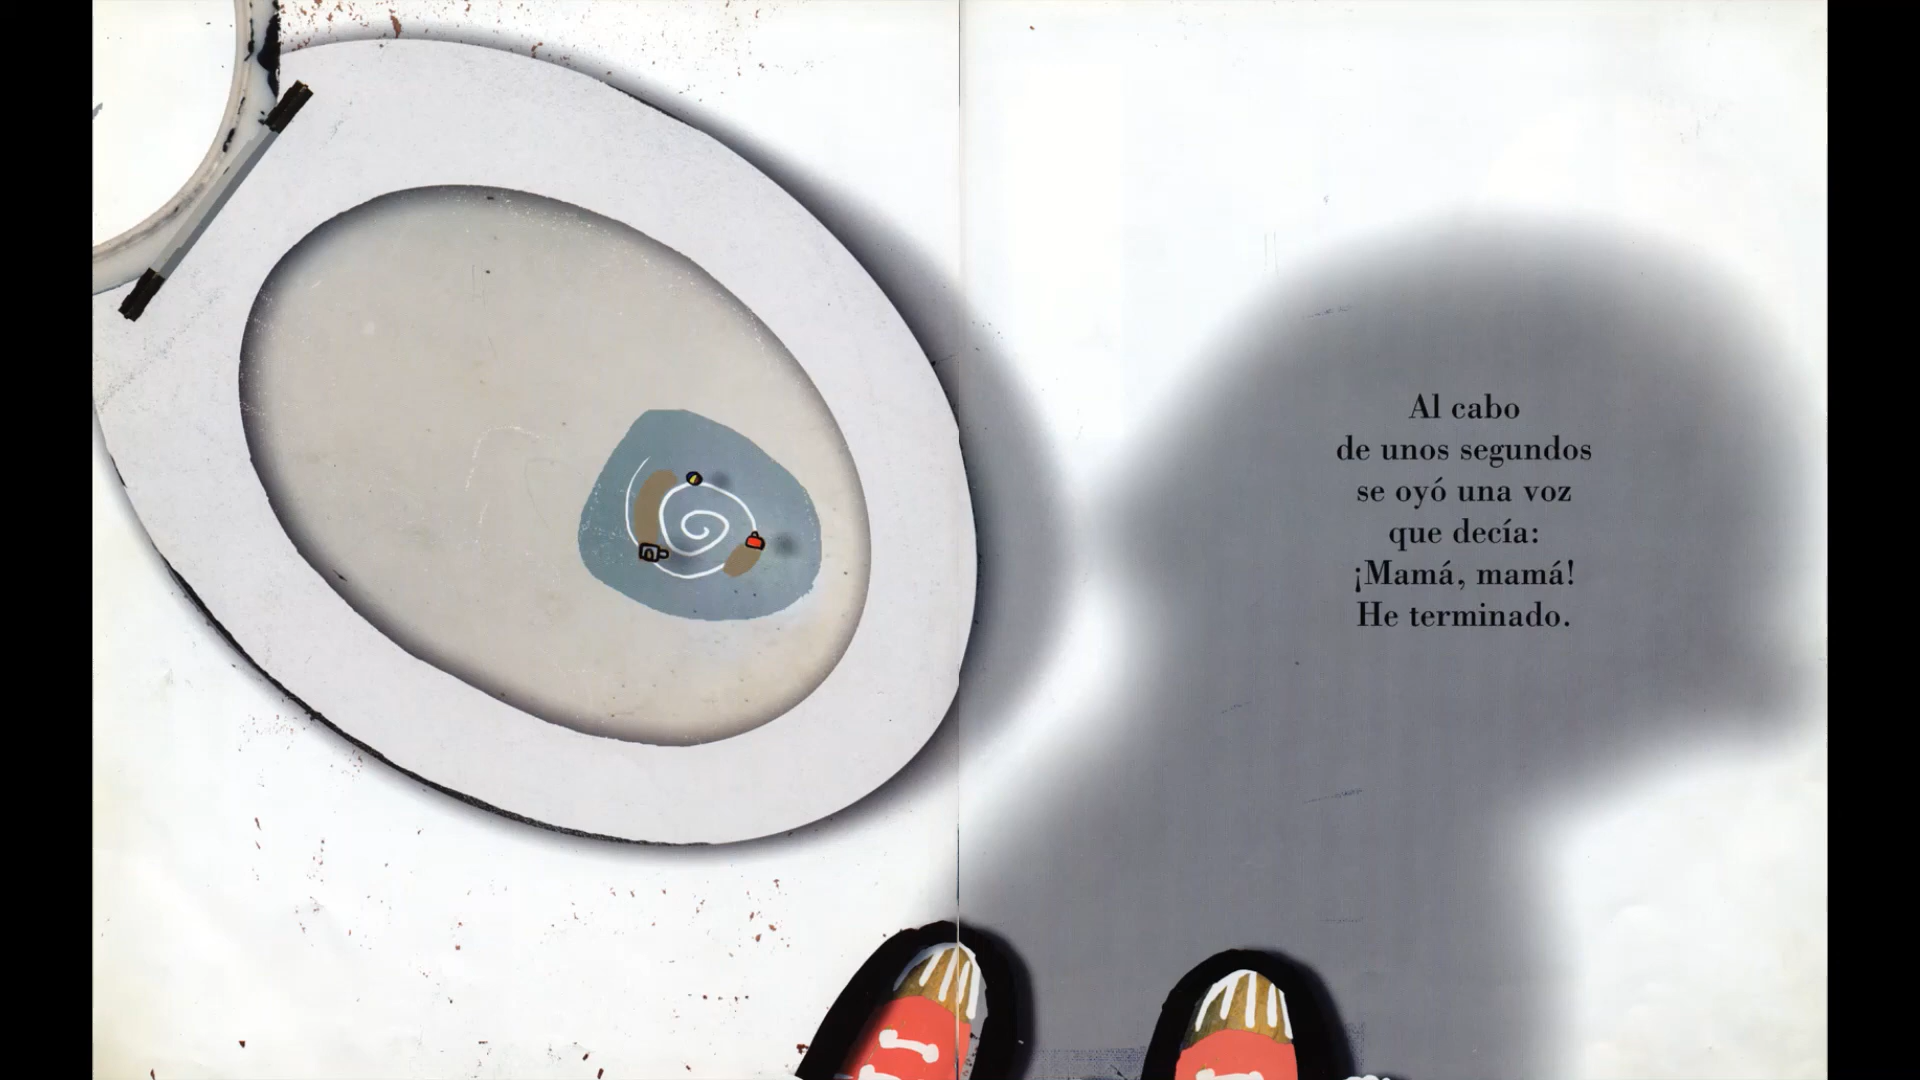 Al cabo
de unos segundos
se oyó una voz
que decía:
¡Mamá, mamá!
He terminado.